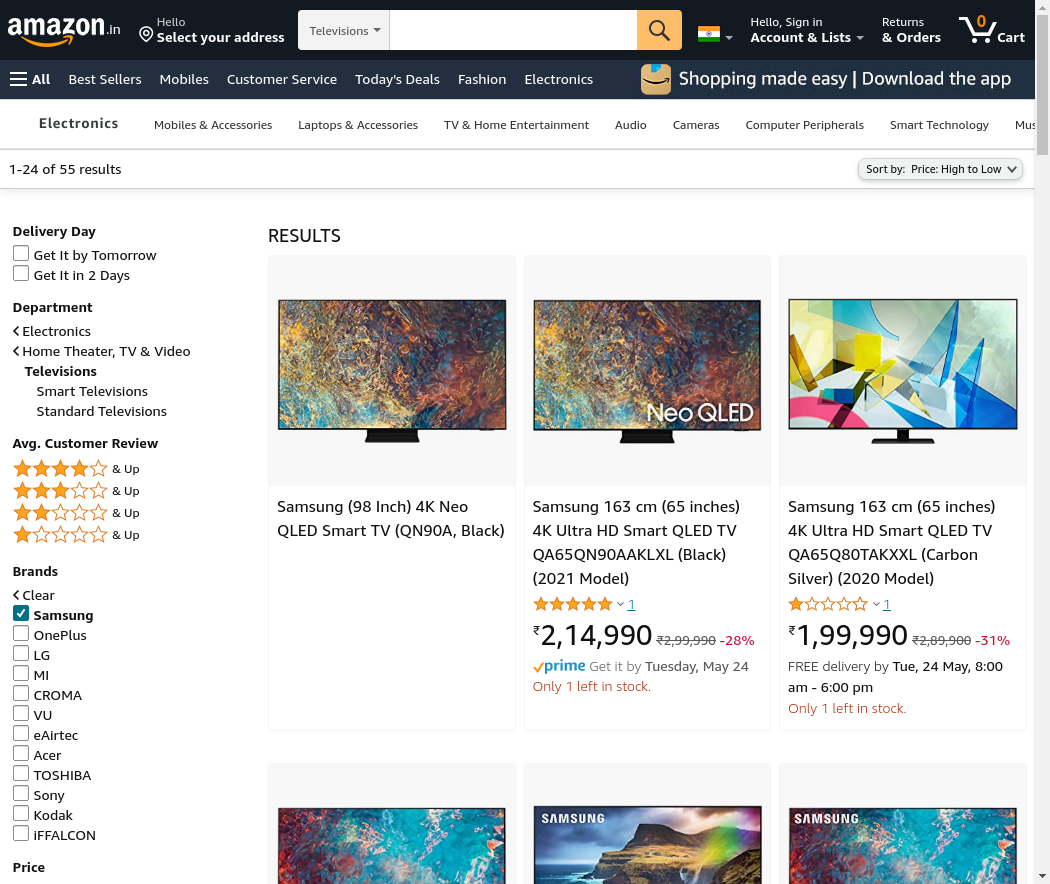 amazon.in
Hello
Select your address
Televisions
Hello, Sign in
Account & Lists
Returns
& Orders
0
Cart
All
Best Sellers
Mobiles
Customer Service
Today's Deals
Fashion
Electronics
Shopping made easy | Download the app
Electronics
Mobiles & Accessories
Laptops & Accessories
TV & Home Entertainment
Audio
Cameras
Computer Peripherals
Smart Technology
Mus
1-24 of 55 results
Sort by: Price: High to Low
Delivery Day
Get It by Tomorrow
Get It in 2 Days
Department
Electronics
Home Theater, TV & Video
Televisions
Smart Televisions
Standard Televisions
Avg. Customer Review
& Up
& Up
& Up
& Up
Brands
Clear
Samsung
OnePlus
LG
MI
CROMA
VU
eAirtec
Acer
TOSHIBA
Sony
Kodak
iFFALCON
Price
RESULTS
Samsung (98 Inch) 4K Neo
QLED Smart TV (QN90A, Black)
Neo QLED
Samsung 163 cm (65 inches)
4K Ultra HD Smart QLED TV
QA65QN90AAKLXL (Black)
(2021 Model)
1
₹2,14,990 ₹2,99,990 -28%
prime Get it by Tuesday, May 24
Only 1 left in stock.
Samsung 163 cm (65 inches)
4K Ultra HD Smart QLED TV
QA65Q80TAKXXL (Carbon
Silver) (2020 Model)
1
₹1,99,990 ₹2,89,900 -31%
FREE delivery by Tue, 24 May, 8:00
am - 6:00 pm
Only 1 left in stock.
SAMSUNG
SAMSUNG